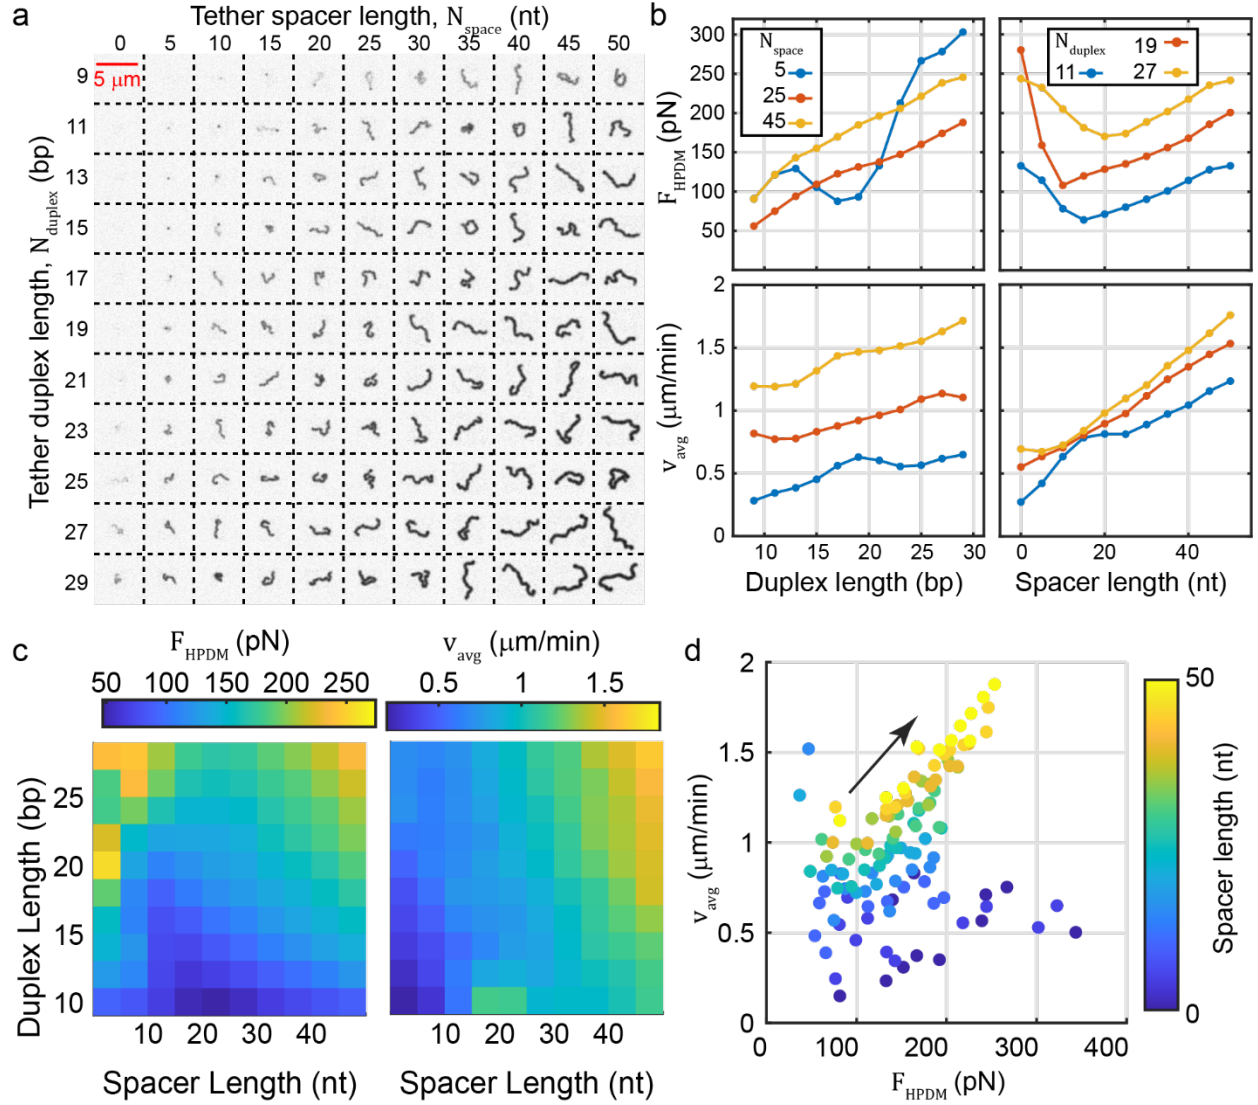 a
Tether spacer length, N_space (nt)
0 5 10 15 20 25 30 35 40 45 50
5 μm
Tether duplex length, N_duplex (bp)
9
11
13
15
17
19
21
23
25
27
29
b
N_space
5
25
45
F_HPDM (pN)
300
250
200
150
100
50
N_duplex 19
11 27
v_avg (μm/min)
2
1.5
1
0.5
0
10 15 20 25 30
Duplex length (bp)
0 20 40
Spacer length (nt)
c
F_HPDM (pN)
50 100 150 200 250
v_avg (μm/min)
0.5 1 1.5
Duplex Length (bp)
25
20
15
10
10 20 30 40
Spacer Length (nt)
10 20 30 40
Spacer Length (nt)
d
v_avg (μm/min)
2
1.5
1
0.5
0
0 100 200 300 400
F_HPDM (pN)
50
0
Spacer length (nt)